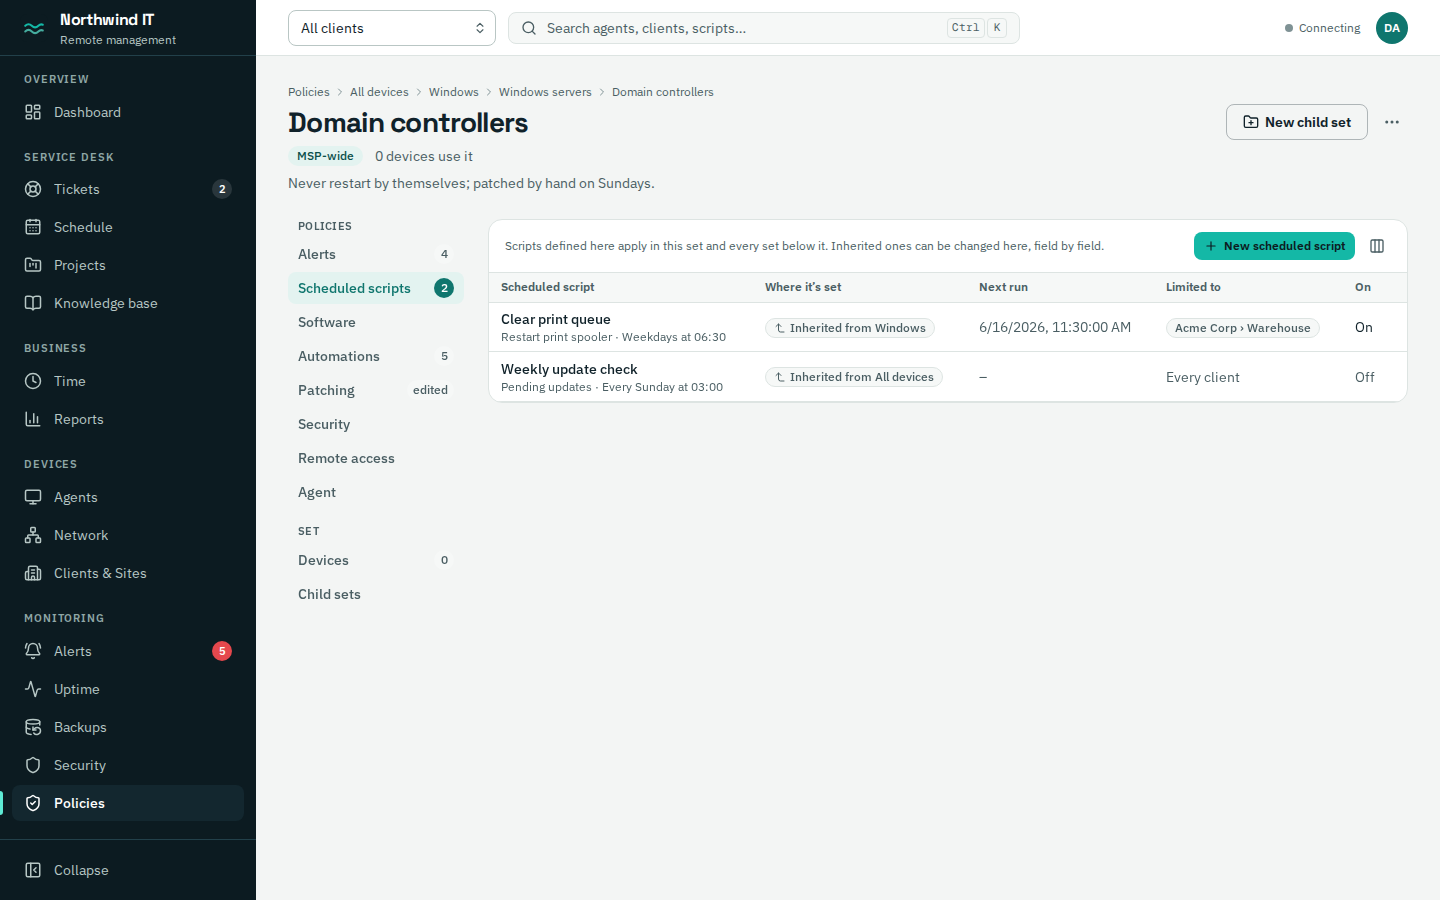 Northwind IT
Remote management
OVERVIEW
Dashboard
SERVICE DESK
Tickets 2
Schedule
Projects
Knowledge base
BUSINESS
Time
Reports
DEVICES
Agents
Network
Clients & Sites
MONITORING
Alerts 5
Uptime
Backups
Security
Policies
Collapse
All clients
Search agents, clients, scripts... Ctrl K
Connecting
DA
Policies > All devices > Windows > Windows servers > Domain controllers
Domain controllers
New child set
MSP-wide 0 devices use it
Never restart by themselves; patched by hand on Sundays.
POLICIES
Alerts 4
Scheduled scripts 2
Software
Automations 5
Patching edited
Security
Remote access
Agent
SET
Devices 0
Child sets
Scripts defined here apply in this set and every set below it. Inherited ones can be changed here, field by field.
New scheduled script
Scheduled script Where it's set Next run Limited to On
Clear print queue
Restart print spooler · Weekdays at 06:30
Inherited from Windows
6/16/2026, 11:30:00 AM
Acme Corp › Warehouse
On
Weekly update check
Pending updates · Every Sunday at 03:00
Inherited from All devices
–
Every client
Off